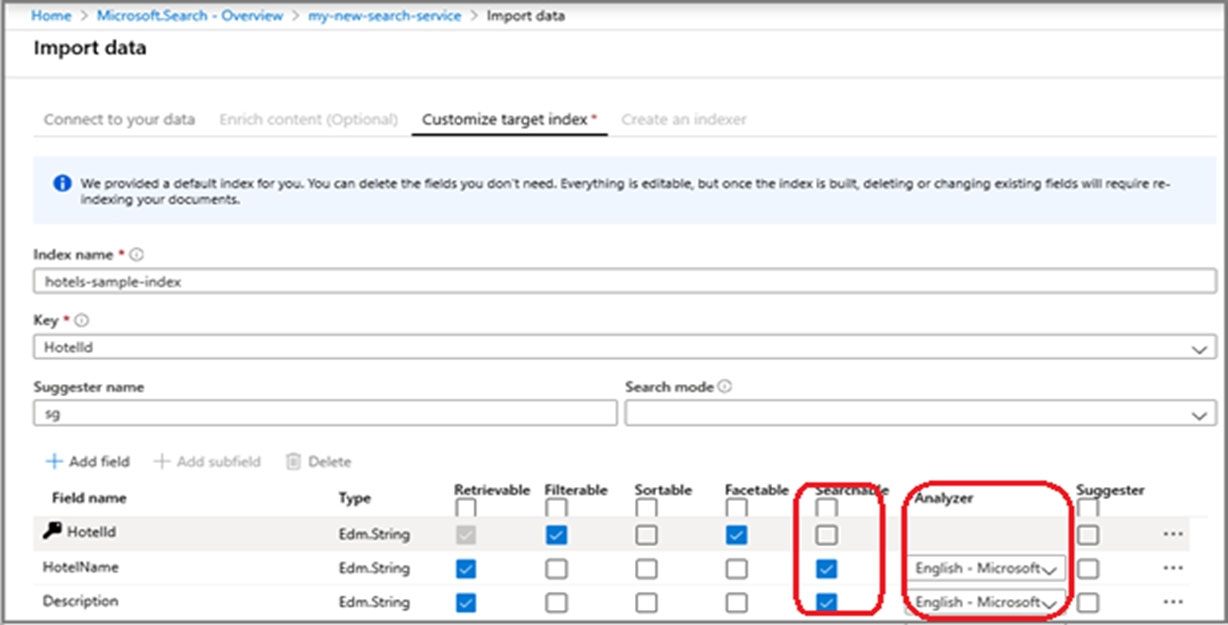 Home > Microsoft.Search - Overview > my-new-search-service > Import data
Import data
Connect to your data Enrich content (Optional) Customize target index * Create an indexer
We provided a default index for you. You can delete the fields you don't need. Everything is editable, but once the index is built, deleting or changing existing fields will require re-
indexing your documents.
Index name *
hotels-sample-index
Key *
HotelId
Suggester name Search mode
sg
+ Add field + Add subfield Delete
Field name Type Retrievable Filterable Sortable Facetable Searchable Analyzer Suggester
HotelId Edm.String ...
HotelName Edm.String English - Microsoft ...
Description Edm.String English - Microsoft ...